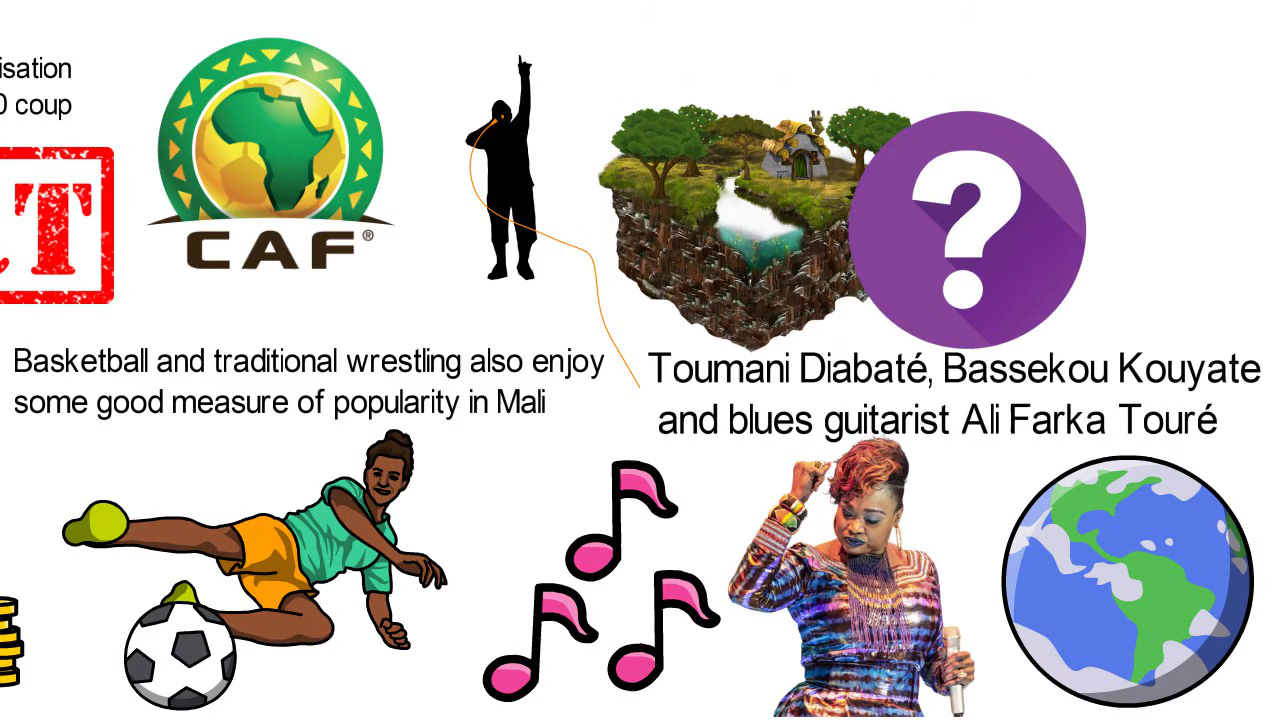 isation
0 coup
T
CAF®
?
Basketball and traditional wrestling also enjoy
some good measure of popularity in Mali
Toumani Diabaté, Bassekou Kouyate
and blues guitarist Ali Farka Touré